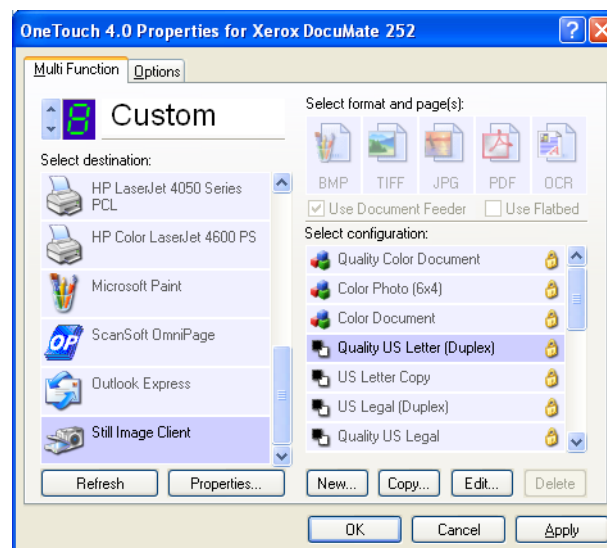 OneTouch 4.0 Properties for Xerox DocuMate 252
Multi Function
Options
8
Custom
Select destination:
HP LaserJet 4050 Series
PCL
HP Color LaserJet 4600 PS
Microsoft Paint
OP
ScanSoft OmniPage
Outlook Express
Still Image Client
Refresh
Properties...
Select format and page(s):
BMP
TIFF
JPG
PDF
OCR
Use Document Feeder
Use Flatbed
Select configuration:
Quality Color Document
Color Photo (6x4)
Color Document
Quality US Letter (Duplex)
US Letter Copy
US Legal (Duplex)
Quality US Legal
New...
Copy...
Edit...
Delete
OK
Cancel
Apply